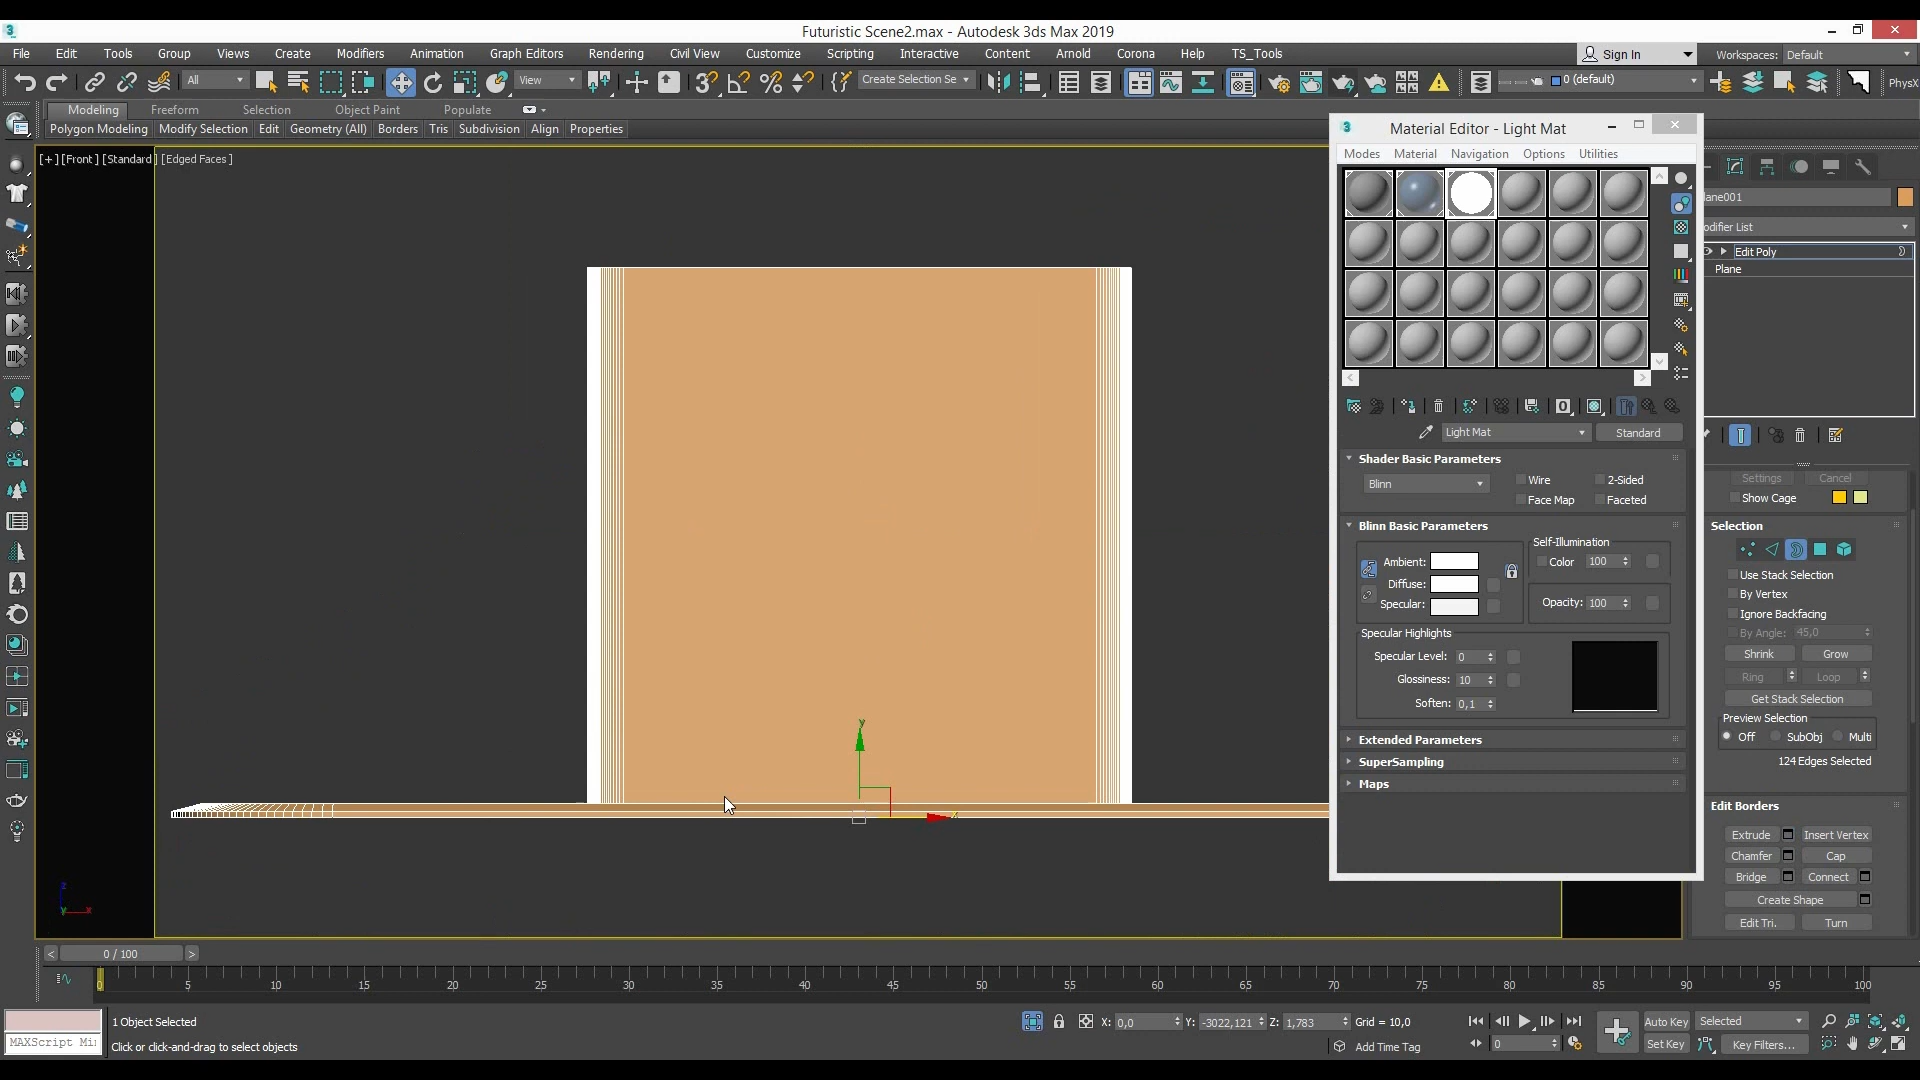 Futuristic Scene2.max - Autodesk 3ds Max 2019
File Edit Tools Group Views Create Modifiers Animation Graph Editors Rendering Civil View Customize Scripting Interactive Content Arnold Corona Help TS_Tools
Sign In Workspaces: Default
All View Create Selection Se 0 (default) PhysX
Modeling Freeform Selection Object Paint Populate
Polygon Modeling Modify Selection Edit Geometry (All) Borders Tris Subdivision Align Properties
[+] [Front] [Standard] [Edged Faces]
Material Editor - Light Mat
Modes Material Navigation Options Utilities
Light Mat Standard
Shader Basic Parameters
Blinn Wire 2-Sided
Face Map Faceted
Blinn Basic Parameters
Self-Illumination
Ambient: Color 100
Diffuse:
Specular: Opacity: 100
Specular Highlights
Specular Level: 0
Glossiness: 10
Soften: 0,1
Extended Parameters
SuperSampling
Maps
lane001
odifier List
Edit Poly
Plane
Settings Cancel
Show Cage
Selection
Use Stack Selection
By Vertex
Ignore Backfacing
By Angle: 45,0
Shrink Grow
Ring Loop
Get Stack Selection
Preview Selection
Off SubObj Multi
124 Edges Selected
Edit Borders
Extrude Insert Vertex
Chamfer Cap
Bridge Connect
Create Shape
Edit Tri. Turn
y
z
y x
< 0 / 100 >
0 5 10 15 20 25 30 35 40 45 50 55 60 65 70 75 80 85 90 95 100
1 Object Selected
X: 0,0 Y: -3022,121 Z: 1,783 Grid = 10,0
Auto Key Selected
MAXScript Mi
Click or click-and-drag to select objects
Add Time Tag
0
Set Key Key Filters...